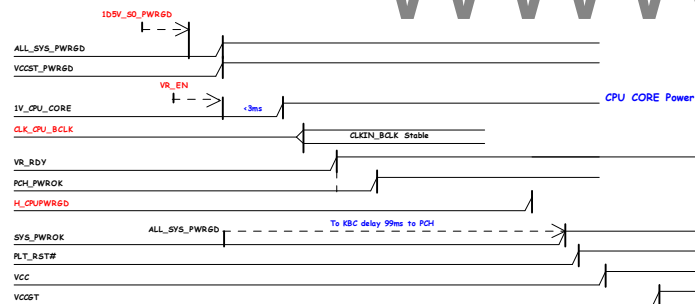 1D5V_S0_PWRGD
ALL_SYS_PWRGD
VCCST_PWRGD
VR_EN
1V_CPU_CORE
<3ms
CPU CORE Power
CLK_CPU_BCLK
CLKIN_BCLK Stable
VR_RDY
PCH_PWROK
H_CPUPWRGD
ALL_SYS_PWRGD
To KBC delay 99ms to PCH
SYS_PWROK
PLT_RST#
VCC
VCCGT